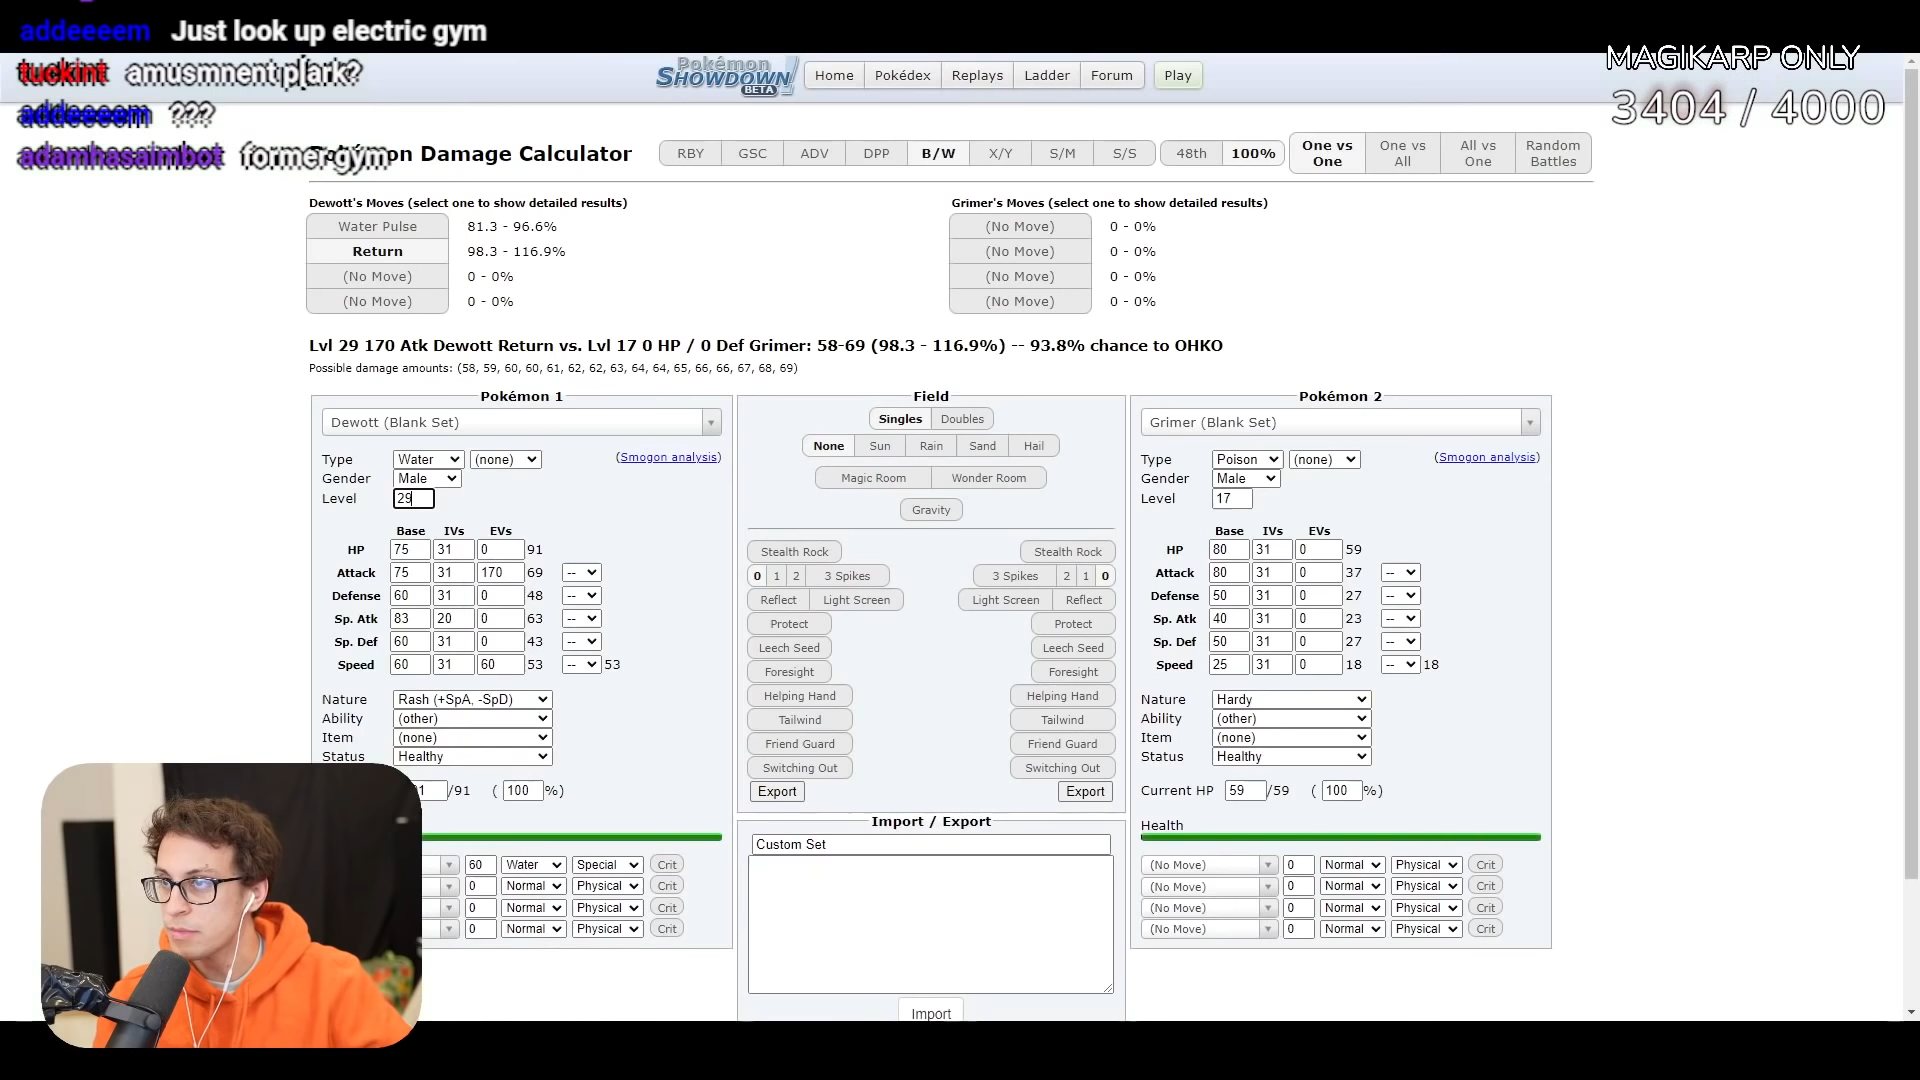 addeeeem Just look up electric gym
tuckint amusmnent p[ark?
addeeeem ???
adamhasaimbot former gym
MAGIKARP ONLY
3404 / 4000
Pokémon SHOWDOWN! BETA
Home Pokédex Replays Ladder Forum Play
on Damage Calculator
RBY GSC ADV DPP B/W X/Y S/M S/S 48th 100% One vs One One vs All All vs One Random Battles
Dewott's Moves (select one to show detailed results)
Water Pulse 81.3 - 96.6%
Return 98.3 - 116.9%
(No Move) 0 - 0%
(No Move) 0 - 0%
Grimer's Moves (select one to show detailed results)
(No Move) 0 - 0%
(No Move) 0 - 0%
(No Move) 0 - 0%
(No Move) 0 - 0%
Lvl 29 170 Atk Dewott Return vs. Lvl 17 0 HP / 0 Def Grimer: 58-69 (98.3 - 116.9%) -- 93.8% chance to OHKO
Possible damage amounts: (58, 59, 60, 60, 61, 62, 62, 63, 64, 64, 65, 66, 66, 67, 68, 69)
Pokémon 1
Dewott (Blank Set)
Type Water (none) (Smogon analysis)
Gender Male
Level 29
Base IVs EVs
HP 75 31 0 91
Attack 75 31 170 69 --
Defense 60 31 0 48 --
Sp. Atk 83 20 0 63 --
Sp. Def 60 31 0 43 --
Speed 60 31 60 53 -- 53
Nature Rash (+SpA, -SpD)
Ability (other)
Item (none)
Status Healthy
1 /91 ( 100 %)
60 Water Special Crit
0 Normal Physical Crit
0 Normal Physical Crit
0 Normal Physical Crit
Field
Singles Doubles
None Sun Rain Sand Hail
Magic Room Wonder Room
Gravity
Stealth Rock Stealth Rock
0 1 2 3 Spikes 3 Spikes 2 1 0
Reflect Light Screen Light Screen Reflect
Protect Protect
Leech Seed Leech Seed
Foresight Foresight
Helping Hand Helping Hand
Tailwind Tailwind
Friend Guard Friend Guard
Switching Out Switching Out
Export Export
Import / Export
Custom Set
Import
Pokémon 2
Grimer (Blank Set)
Type Poison (none) (Smogon analysis)
Gender Male
Level 17
Base IVs EVs
HP 80 31 0 59
Attack 80 31 0 37 --
Defense 50 31 0 27 --
Sp. Atk 40 31 0 23 --
Sp. Def 50 31 0 27 --
Speed 25 31 0 18 -- 18
Nature Hardy
Ability (other)
Item (none)
Status Healthy
Current HP 59 /59 ( 100 %)
Health
(No Move) 0 Normal Physical Crit
(No Move) 0 Normal Physical Crit
(No Move) 0 Normal Physical Crit
(No Move) 0 Normal Physical Crit